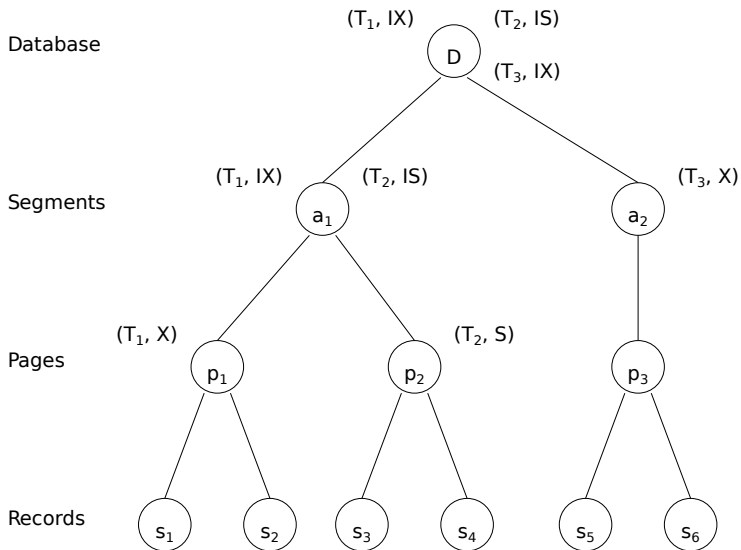 (T₁, IX) (T₂, IS)
Database
D
(T₃, IX)
(T₁, IX) (T₂, IS) (T₃, X)
Segments
a₁ a₂
(T₁, X) (T₂, S)
Pages
p₁ p₂ p₃
Records
s₁ s₂ s₃ s₄ s₅ s₆